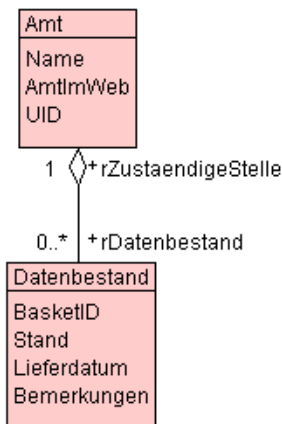 Amt
Name
AmtImWeb
UID
1 +rZustaendigeStelle
0..* +rDatenbestand
Datenbestand
BasketID
Stand
Lieferdatum
Bemerkungen